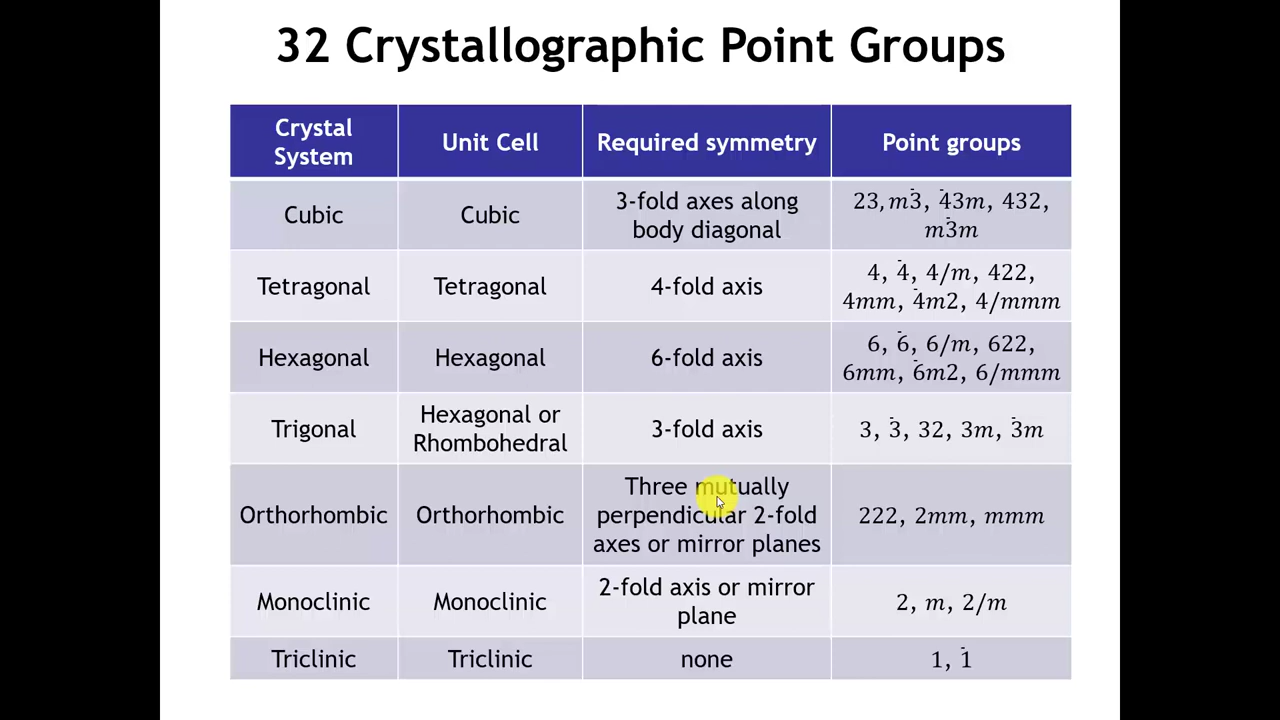 32 Crystallographic Point Groups
Crystal
System
Unit Cell
Required symmetry
Point groups
Cubic
Cubic
3-fold axes along
body diagonal
23, m3̄, 4̄3m, 432,
m3̄m
Tetragonal
Tetragonal
4-fold axis
4, 4̄, 4/m, 422,
4mm, 4̄m2, 4/mmm
Hexagonal
Hexagonal
6-fold axis
6, 6̄, 6/m, 622,
6mm, 6̄m2, 6/mmm
Trigonal
Hexagonal or
Rhombohedral
3-fold axis
3, 3̄, 32, 3m, 3̄m
Orthorhombic
Orthorhombic
Three mutually
perpendicular 2-fold
axes or mirror planes
222, 2mm, mmm
Monoclinic
Monoclinic
2-fold axis or mirror
plane
2, m, 2/m
Triclinic
Triclinic
none
1, 1̄